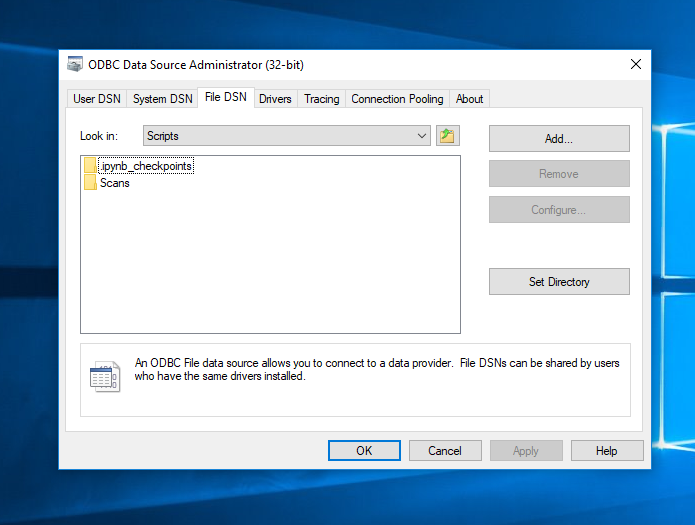 ODBC Data Source Administrator (32-bit)
User DSN System DSN File DSN Drivers Tracing Connection Pooling About
Look in: Scripts
Add...
.ipynb_checkpoints
Scans
Remove
Configure...
Set Directory
An ODBC File data source allows you to connect to a data provider. File DSNs can be shared by users
who have the same drivers installed.
OK Cancel Apply Help